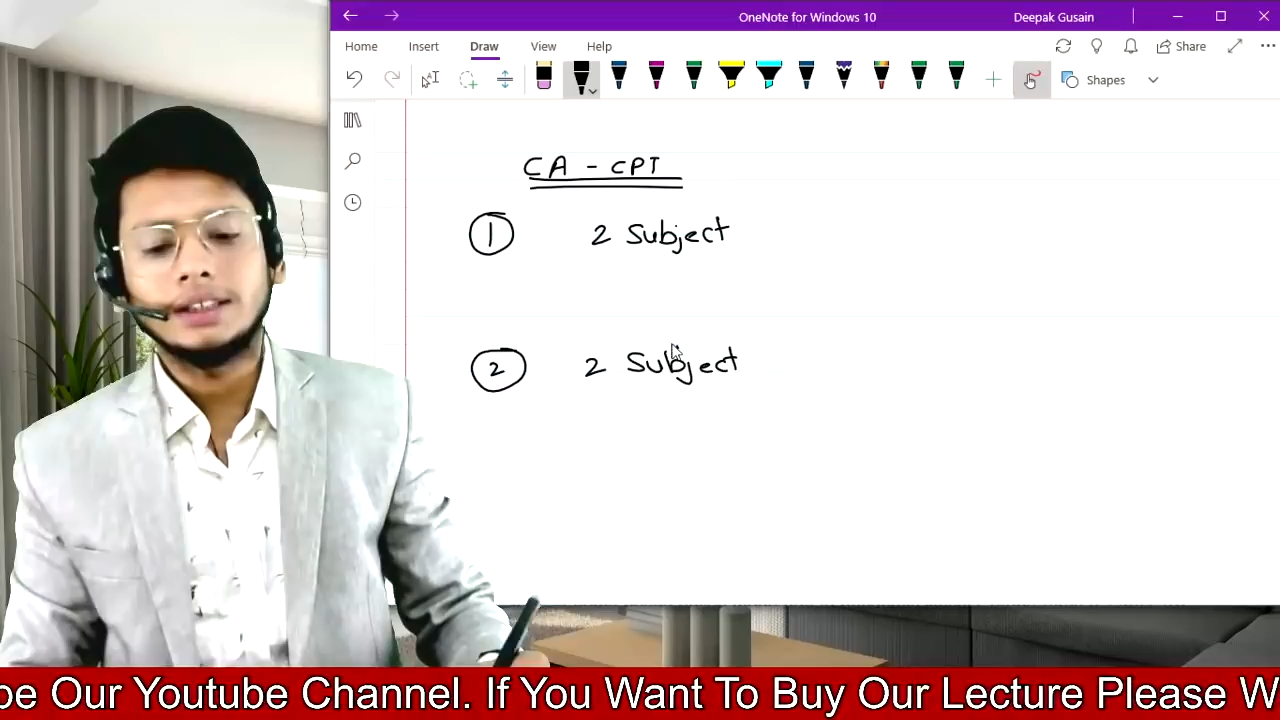 OneNote for Windows 10
Deepak Gusain
Home Insert Draw View Help
Share
Shapes
CA - CPT
1 2 Subject
2 2 Subject
be Our Youtube Channel. If You Want To Buy Our Lecture Please W